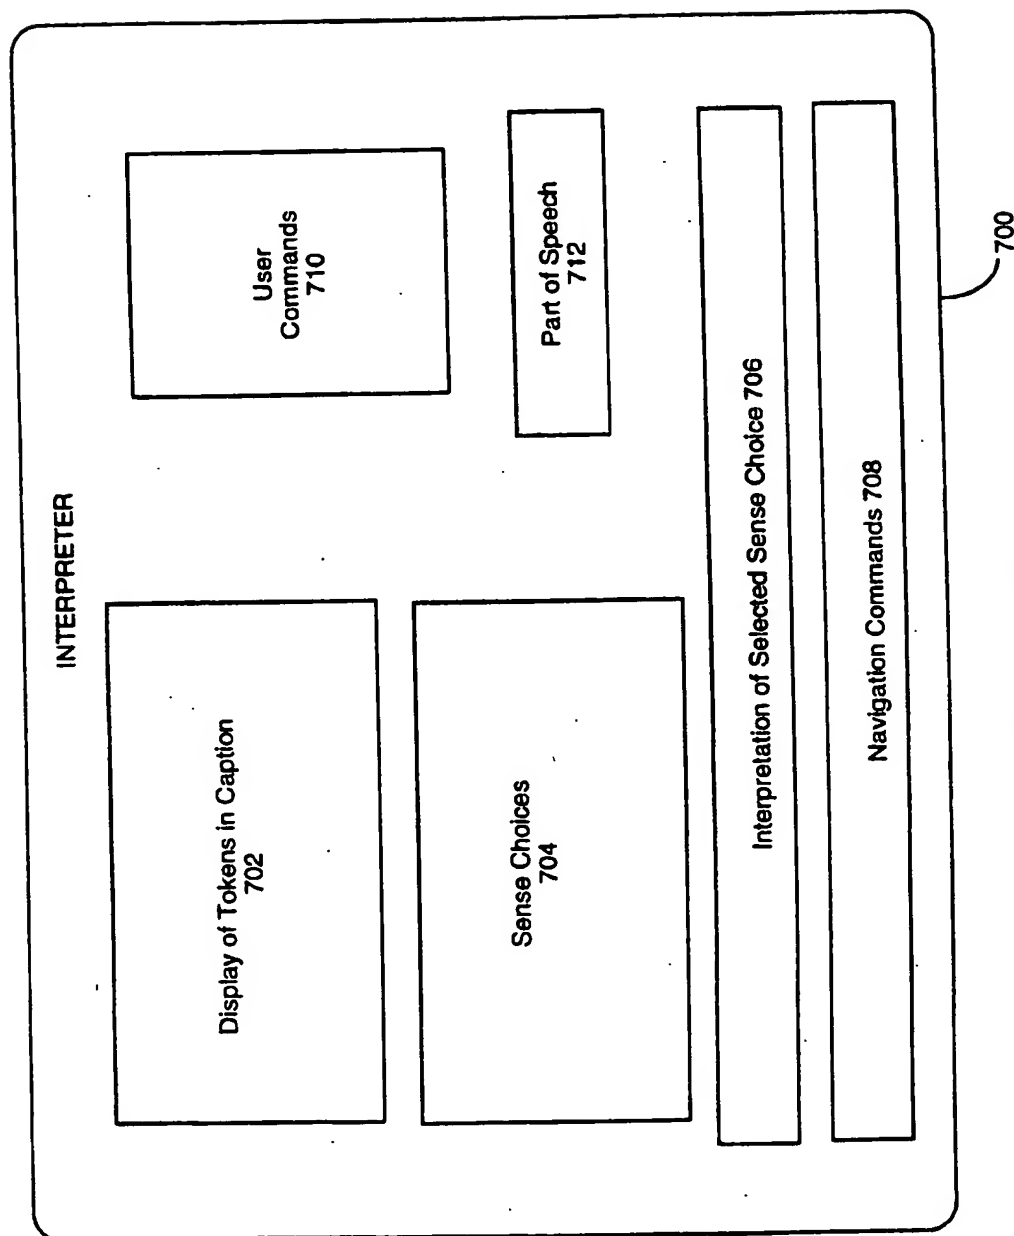 INTERPRETER
Display of Tokens in Caption
702
User
Commands
710
Sense Choices
704
Part of Speech
712
Interpretation of Selected Sense Choice 706
Navigation Commands 708
700